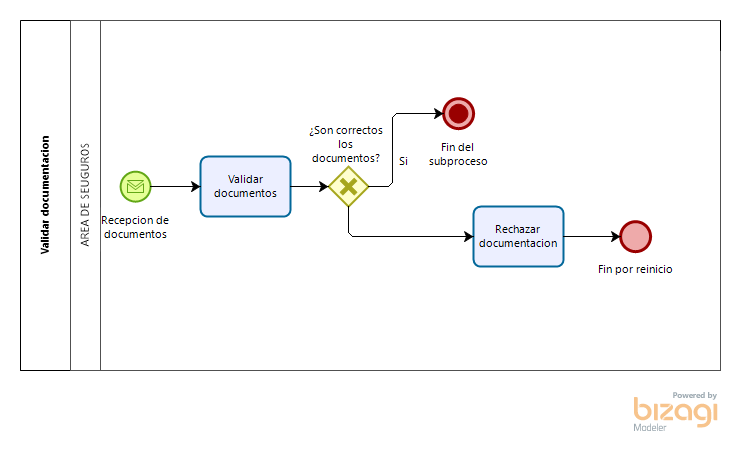 Validar documentacion
AREA DE SEUGUROS
Recepcion de
documentos
Validar
documentos
¿Son correctos
los
documentos?
Si
Fin del
subproceso
Rechazar
documentacion
Fin por reinicio
Powered by
bizagi
Modeler